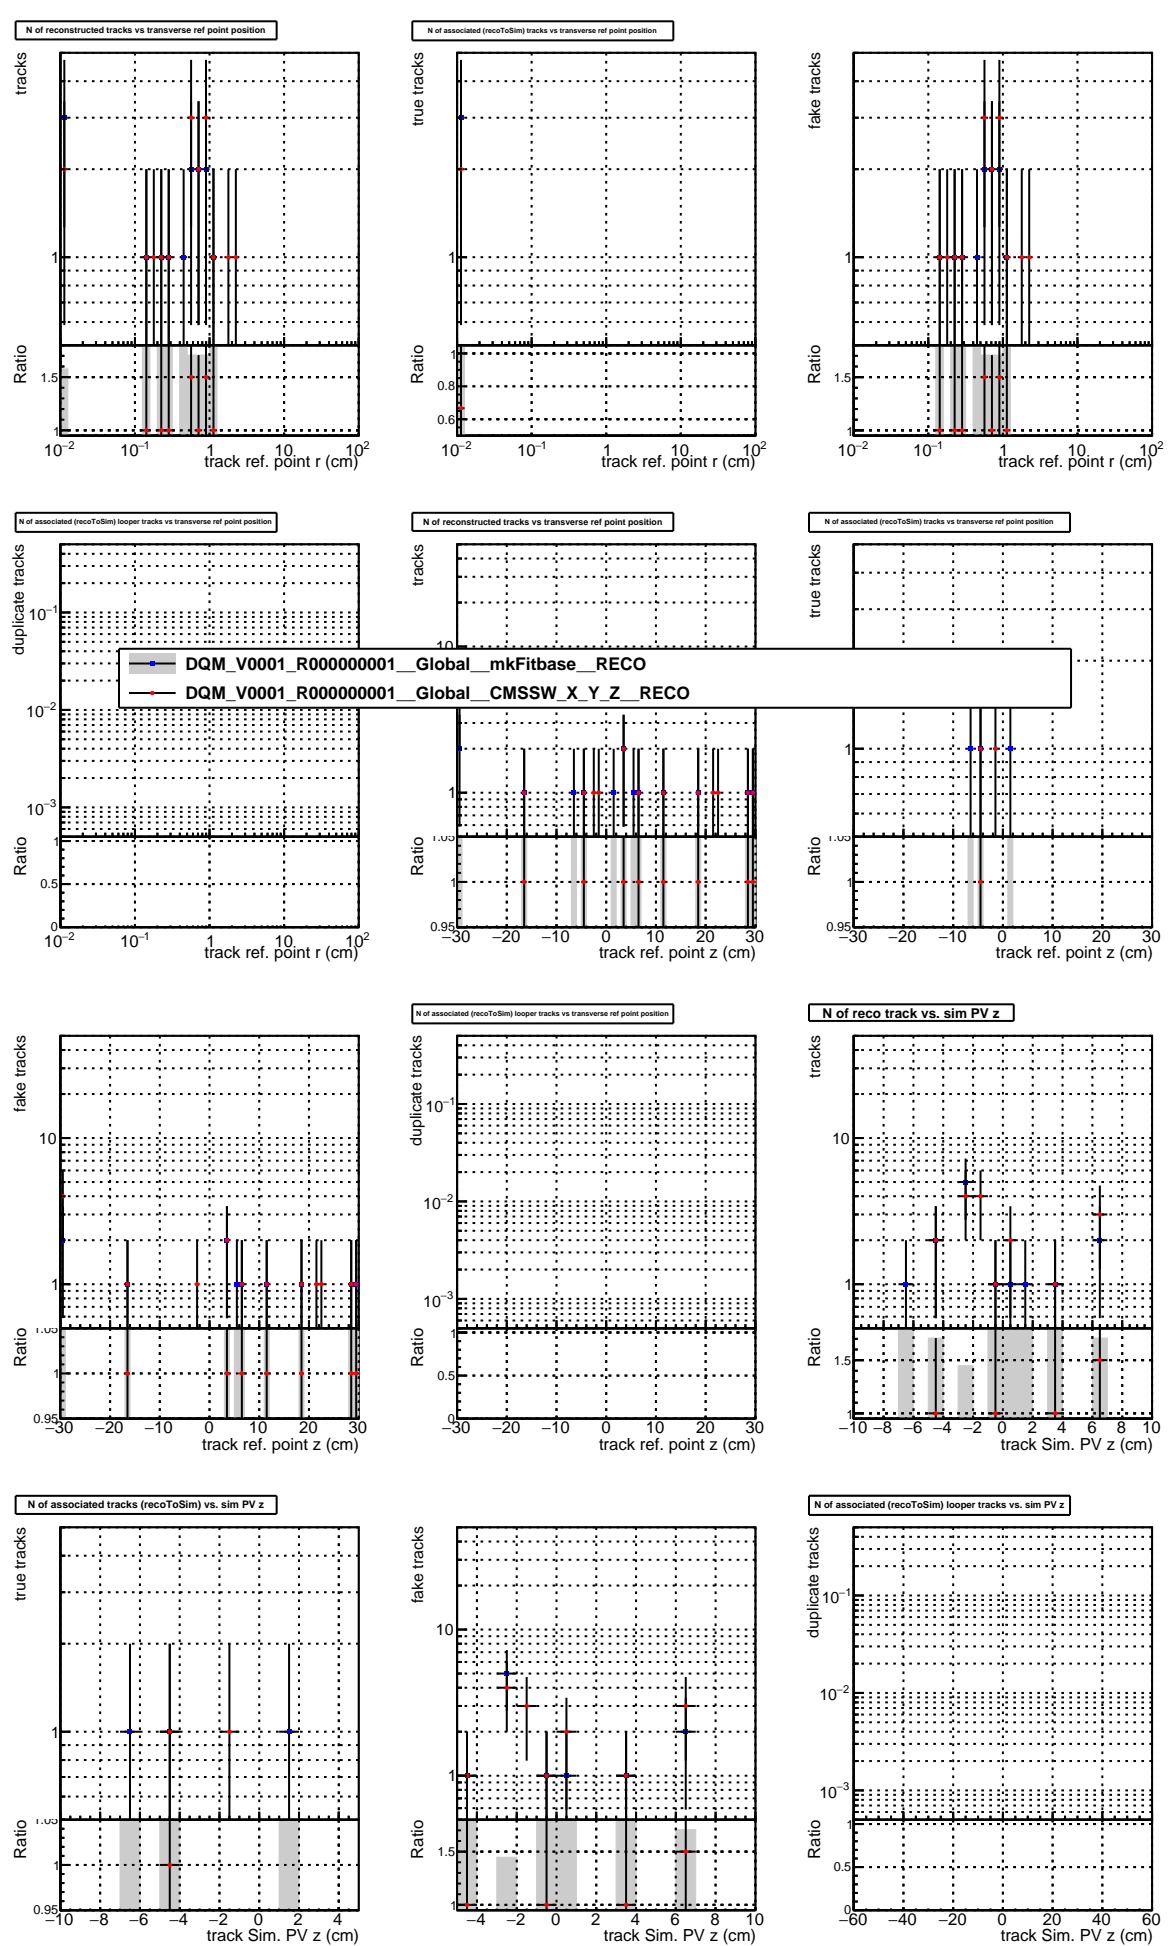 N of reconstructed tracks vs transverse ref point position
N of associated (recoToSim) tracks vs transverse ref point position
tracks
true tracks
fake tracks
1
1
1
Ratio
1.5
1
Ratio
1
0.8
0.6
Ratio
1.5
1
10−2 10−1 1 10 102
10−2 10−1 1 10 102
10−2 10−1 1 10 102
track ref. point r (cm)
track ref. point r (cm)
track ref. point r (cm)
N of associated (recoToSim) looper tracks vs transverse ref point position
N of reconstructed tracks vs transverse ref point position
N of associated (recoToSim) tracks vs transverse ref point position
duplicate tracks
10−1
10−2
10−3
tracks
10
1
true tracks
1
DQM_V0001_R000000001__Global__mkFitbase__RECO
DQM_V0001_R000000001__Global__CMSSW_X_Y_Z__RECO
Ratio
1
0.5
0
Ratio
1.05
1
0.95
Ratio
1.05
1
0.95
10−2 10−1 1 10 102
−30 −20 −10 0 10 20 30
−30 −20 −10 0 10 20 30
track ref. point r (cm)
track ref. point z (cm)
track ref. point z (cm)
N of associated (recoToSim) looper tracks vs transverse ref point position
N of reco track vs. sim PV z
fake tracks
10
1
duplicate tracks
10−1
10−2
10−3
tracks
10
1
Ratio
1.05
1
0.95
Ratio
1
0.5
0
Ratio
1.5
1
−30 −20 −10 0 10 20 30
−30 −20 −10 0 10 20 30
−10 −8 −6 −4 −2 0 2 4 6 8 10
track ref. point z (cm)
track ref. point z (cm)
track Sim. PV z (cm)
N of associated tracks (recoToSim) vs. sim PV z
N of associated (recoToSim) looper tracks vs. sim PV z
true tracks
1
fake tracks
10
1
duplicate tracks
10−1
10−2
10−3
Ratio
1.05
1
0.95
Ratio
1.5
1
Ratio
1
0.5
0
−10 −8 −6 −4 −2 0 2 4
−4 −2 0 2 4 6 8 10
−60 −40 −20 0 20 40 60
track Sim. PV z (cm)
track Sim. PV z (cm)
track Sim. PV z (cm)